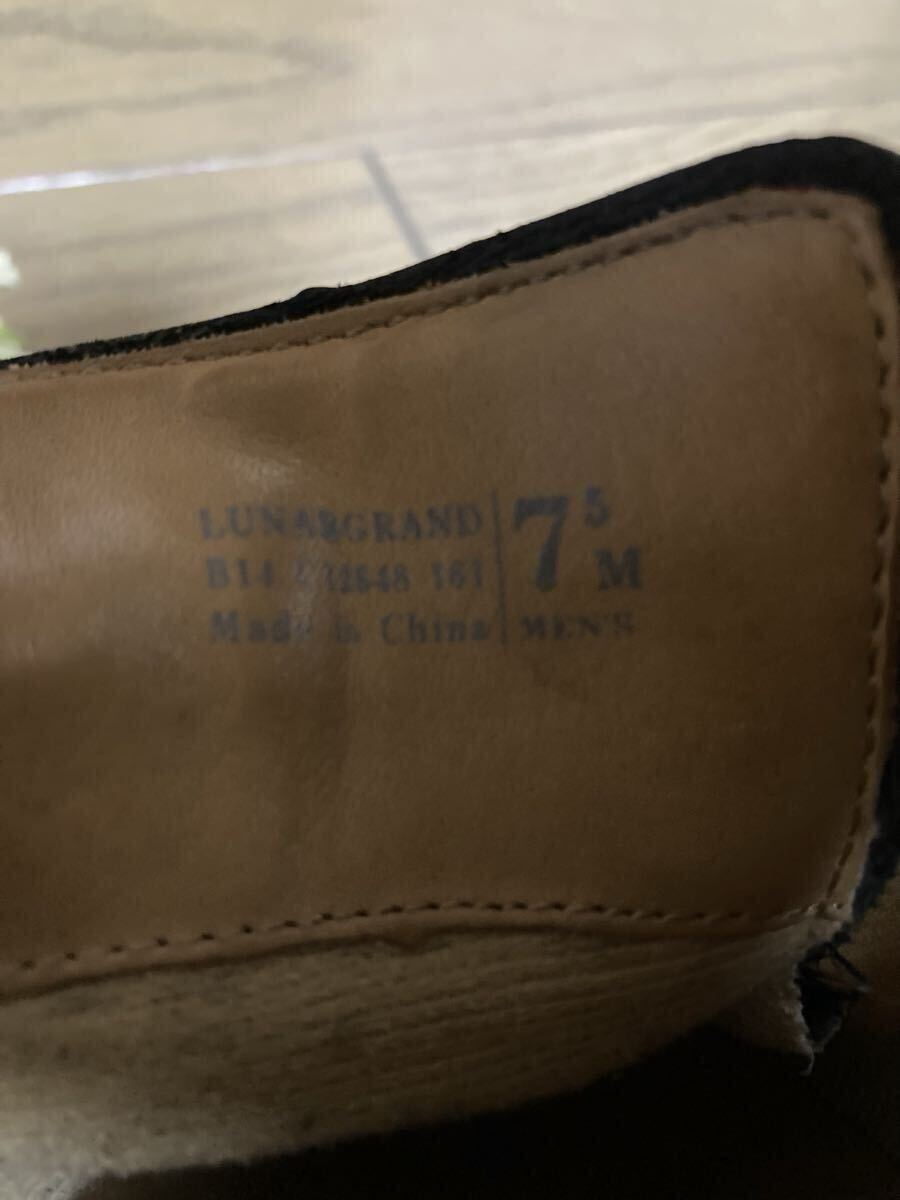 LUNARGRAND
B14 161
Made in China
7 5 M
MEN'S